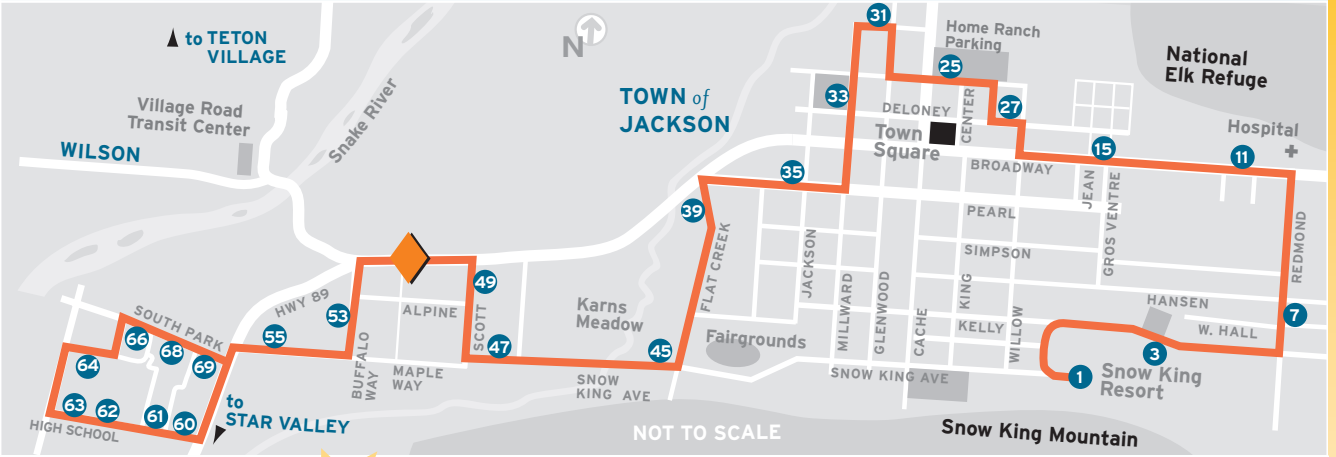 to TETON
VILLAGE
Village Road
Transit Center
WILSON
Snake River
N
TOWN of
JACKSON
31
Home Ranch
Parking
25
33
27
DELONEY
CENTER
Town
Square
National
Elk Refuge
Hospital
15
11
BROADWAY
35
JEAN
GROS VENTRE
PEARL
39
REDMOND
FLAT CREEK
SIMPSON
JACKSON
MILLWARD
GLENWOOD
CACHE
KING
WILLOW
49
HWY 89
ALPINE
SCOTT
Karns
Meadow
HANSEN
KELLY
W. HALL
7
53
SOUTH PARK
66
68
69
64
55
47
45
Fairgrounds
3
1
Snow King
Resort
BUFFALO
WAY
MAPLE
WAY
SNOW
KING AVE
SNOW KING AVE
63
62
61
60
HIGH SCHOOL
to
STAR VALLEY
NOT TO SCALE
Snow King Mountain